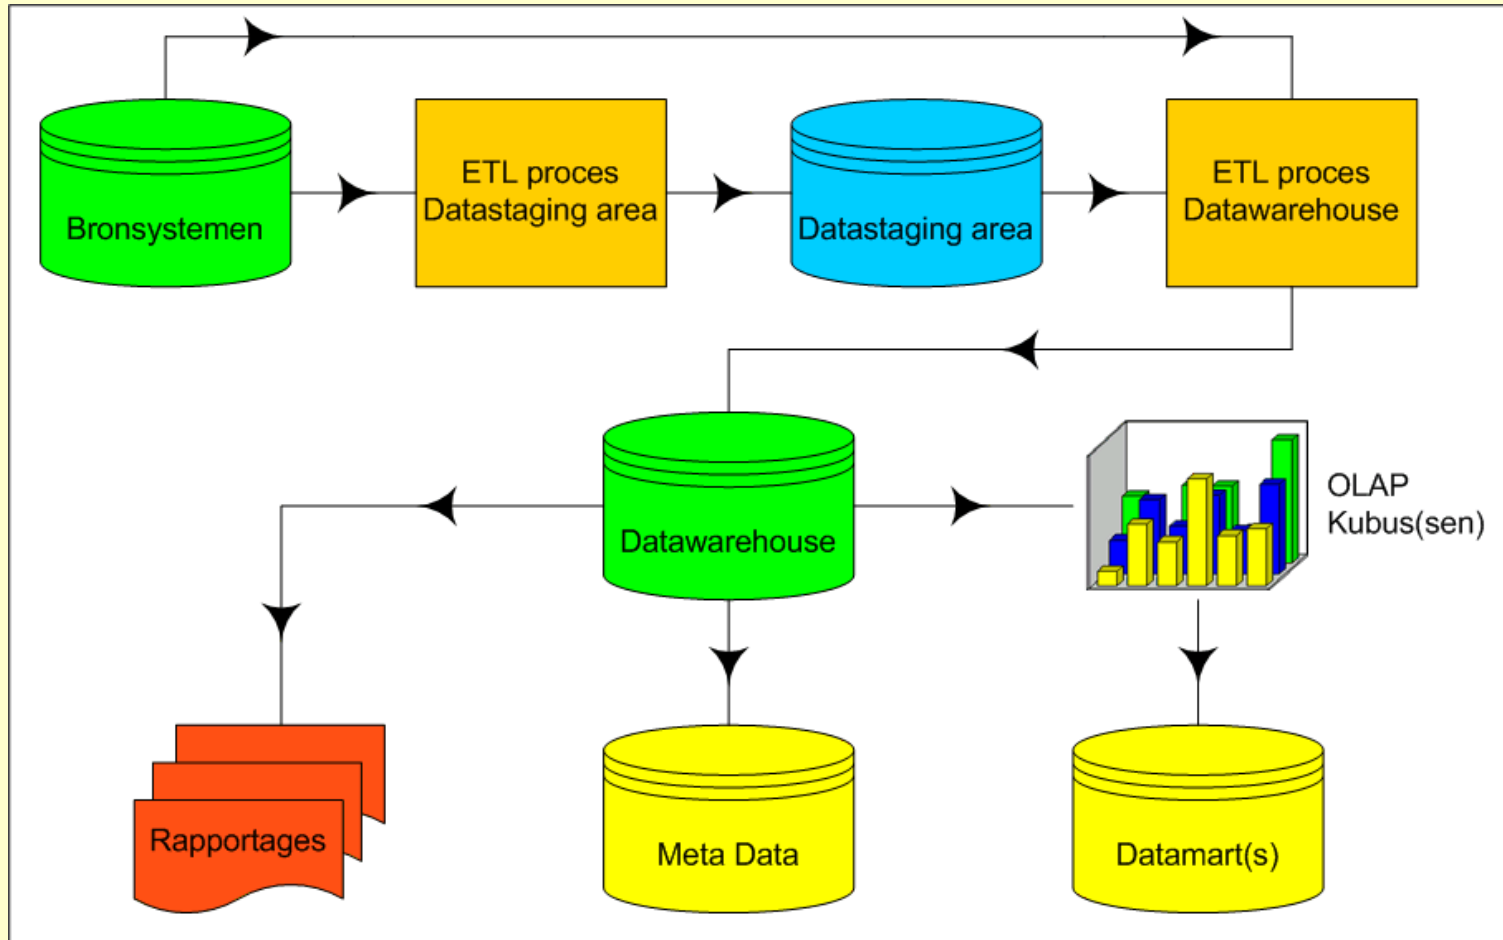 Bronsystemen
ETL proces
Datastaging area
Datastaging area
ETL proces
Datawarehouse
Datawarehouse
OLAP
Kubus(sen)
Rapportages
Meta Data
Datamart(s)